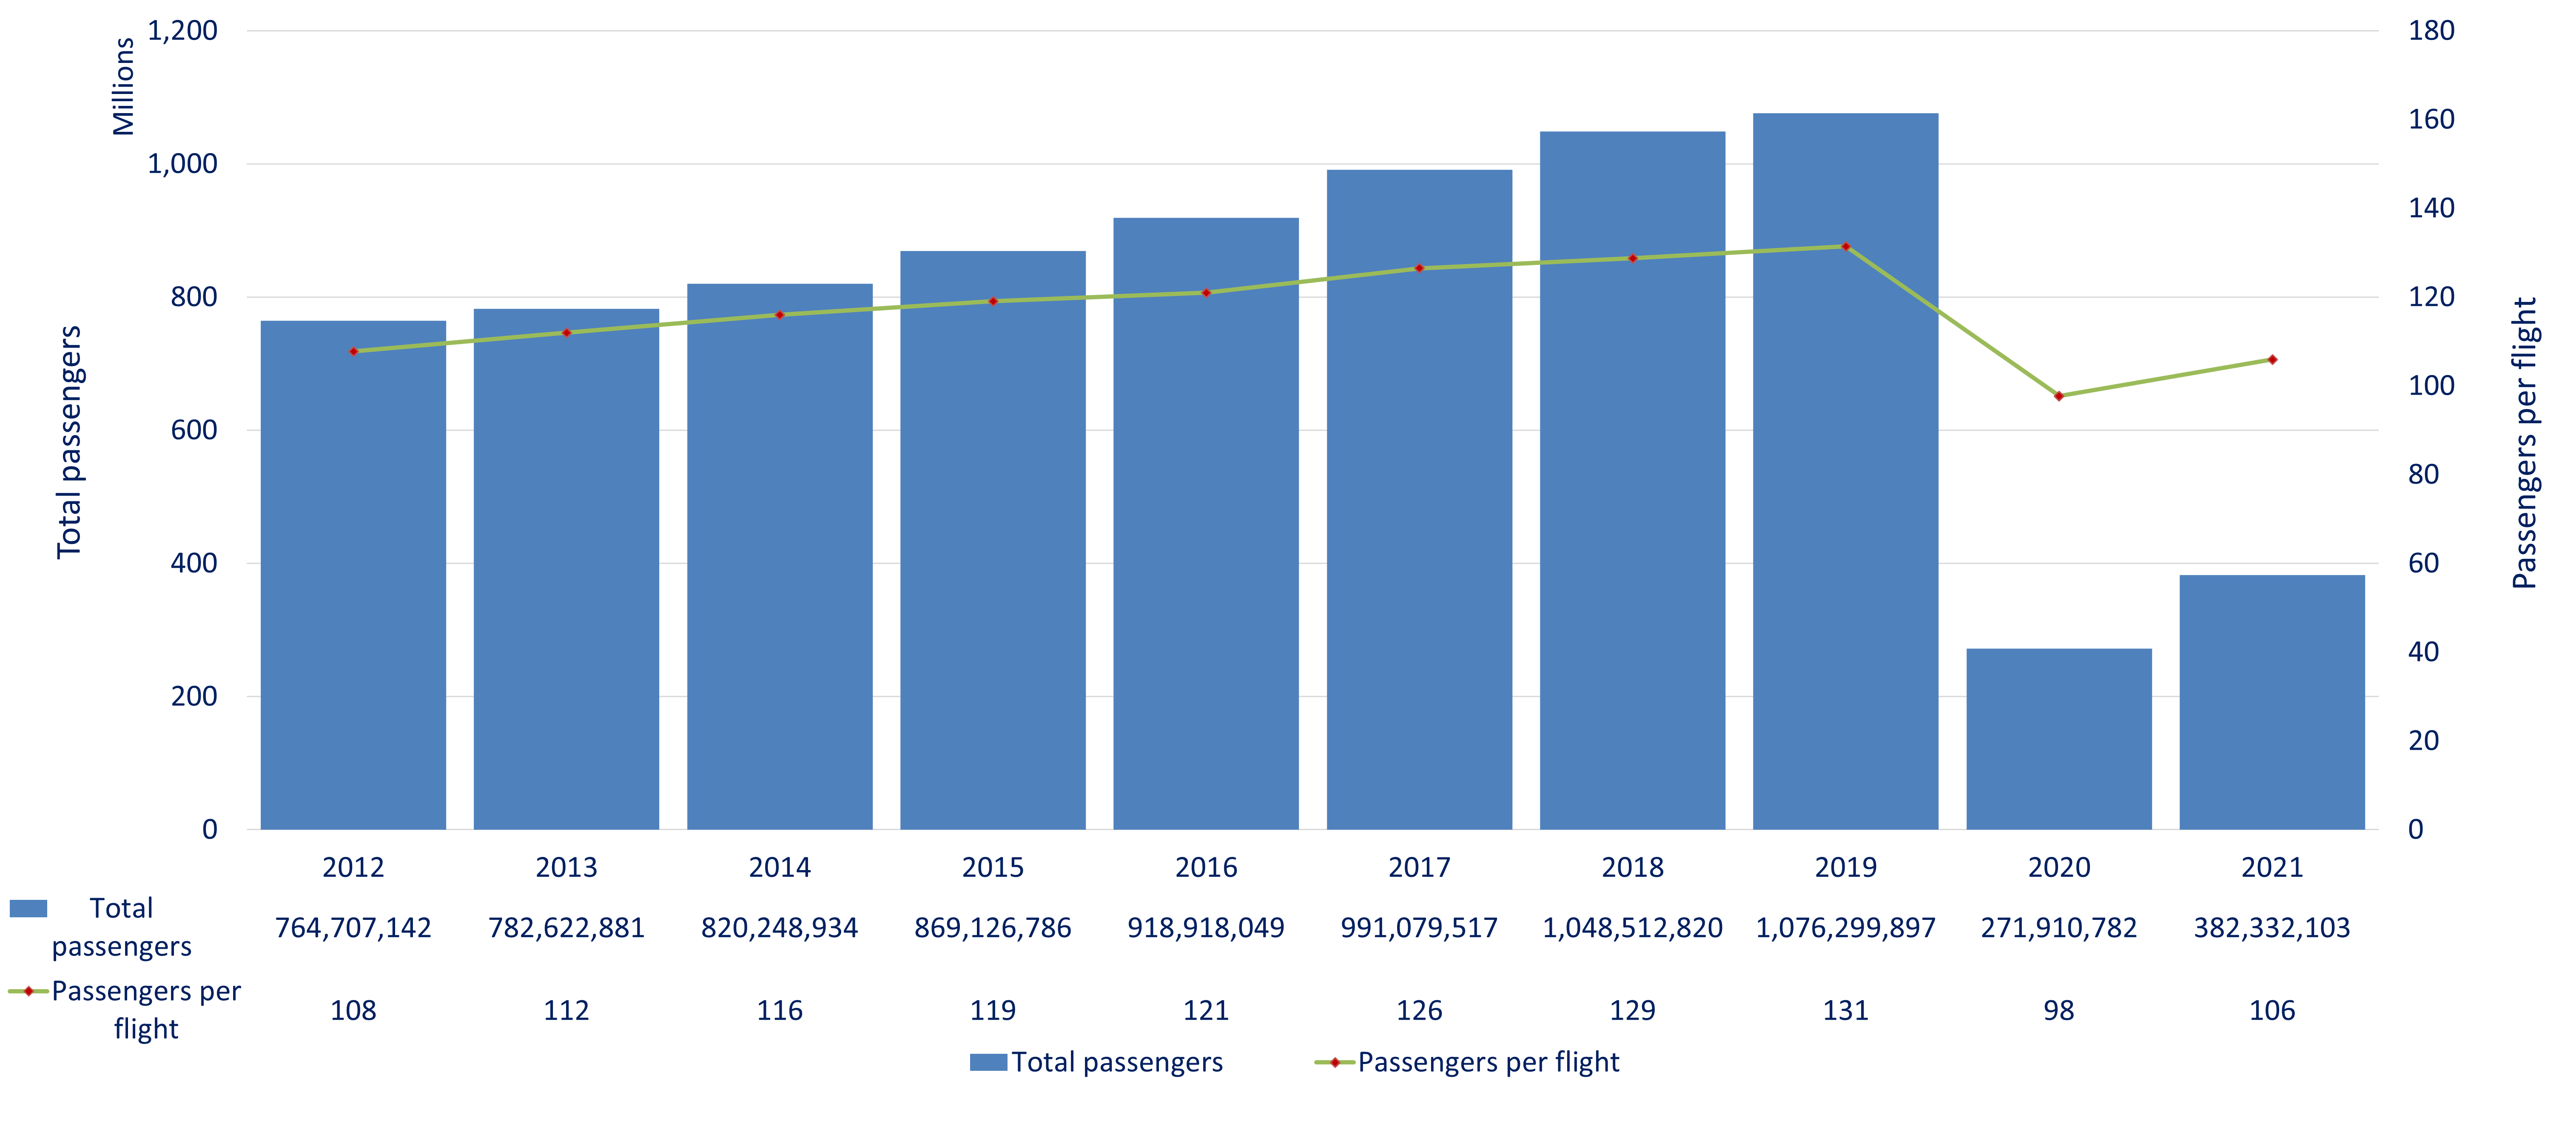 Millions
Total passengers
1,200
1,000
800
600
400
200
0
180
160
140
120
100
80
60
40
20
0
Passengers per flight
2012 2013 2014 2015 2016 2017 2018 2019 2020 2021
Total
passengers
764,707,142 782,622,881 820,248,934 869,126,786 918,918,049 991,079,517 1,048,512,820 1,076,299,897 271,910,782 382,332,103
Passengers per
flight
108 112 116 119 121 126 129 131 98 106
Total passengers Passengers per flight